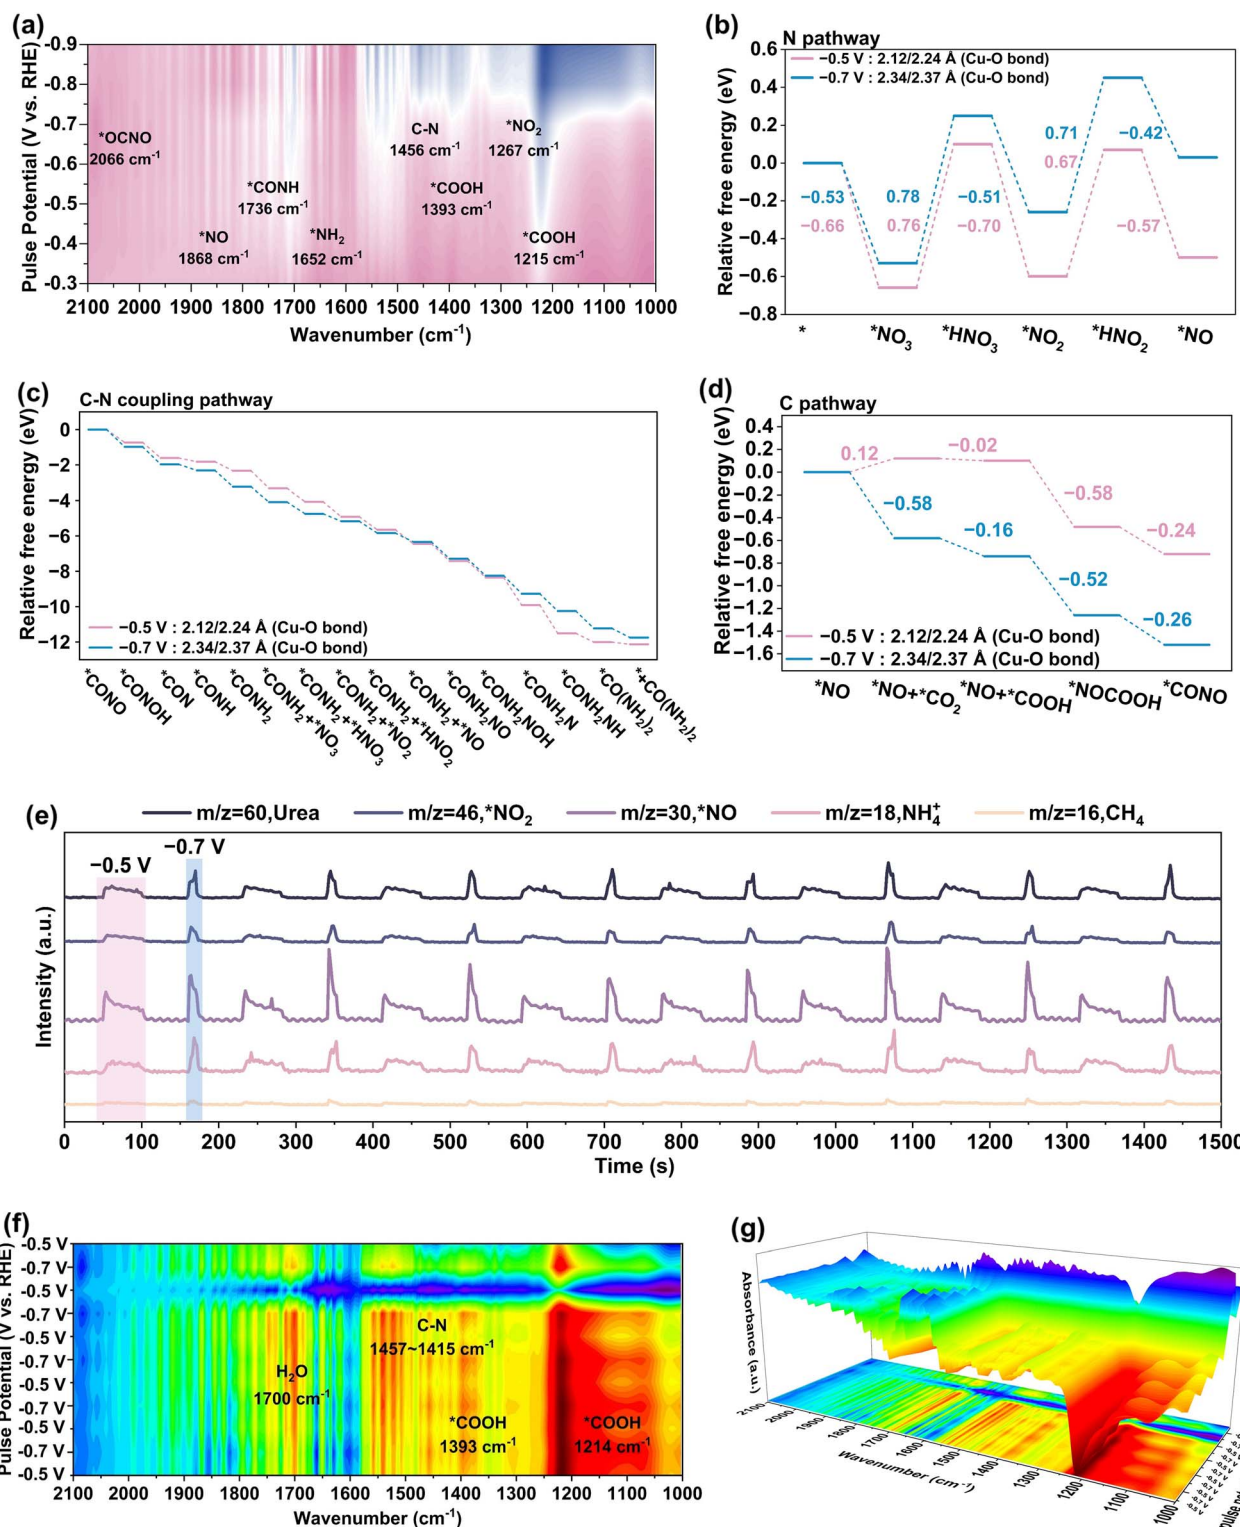 (a)
-0.9
-0.8
-0.7
-0.6
-0.5
-0.4
-0.3
Pulse Potential (V vs. RHE)
*OCNO
2066 cm-1
*NO
1868 cm-1
*CONH
1736 cm-1
*NH2
1652 cm-1
C-N
1456 cm-1
*COOH
1393 cm-1
*NO2
1267 cm-1
*COOH
1215 cm-1
2100 2000 1900 1800 1700 1600 1500 1400 1300 1200 1100 1000
Wavenumber (cm-1)
(b)
N pathway
−0.5 V : 2.12/2.24 Å (Cu-O bond)
−0.7 V : 2.34/2.37 Å (Cu-O bond)
0.6
0.4
0.2
0.0
−0.2
−0.4
−0.6
−0.8
Relative free energy (eV)
−0.53 0.78 −0.51 0.71 −0.42
−0.66 0.76 −0.70 0.67 −0.57
* *NO3 *HNO3 *NO2 *HNO2 *NO
(c)
C-N coupling pathway
0
−2
−4
−6
−8
−10
−12
Relative free energy (eV)
−0.5 V : 2.12/2.24 Å (Cu-O bond)
−0.7 V : 2.34/2.37 Å (Cu-O bond)
*CONO
*CONOH
*CON
*CONH
*CONH2
*CONH2+*NO3
*CONH2+*HNO3
*CONH2+*NO2
*CONH2+*HNO2
*CONH2+*NO
*CONH2NO
*CONH2NOH
*CONH2N
*CONH2NH
*CO(NH2)2
*+CO(NH2)2
(d)
C pathway
0.4
0.2
0.0
−0.2
−0.4
−0.6
−0.8
−1.0
−1.2
−1.4
−1.6
Relative free energy (eV)
0.12 −0.02 −0.58 −0.24
−0.58 −0.16 −0.52 −0.26
−0.5 V : 2.12/2.24 Å (Cu-O bond)
−0.7 V : 2.34/2.37 Å (Cu-O bond)
*NO *NO+*CO2 *NO+*COOH *NOCOOH *CONO
(e)
m/z=60,Urea m/z=46,*NO2 m/z=30,*NO m/z=18,NH4+ m/z=16,CH4
−0.5 V
−0.7 V
Intensity (a.u.)
0 100 200 300 400 500 600 700 800 900 1000 1100 1200 1300 1400 1500
Time (s)
(f)
-0.5 V
-0.7 V
-0.5 V
-0.7 V
-0.5 V
-0.7 V
-0.5 V
-0.7 V
-0.5 V
-0.7 V
-0.5 V
Pulse Potential (V vs. RHE)
H2O
1700 cm-1
C-N
1457~1415 cm-1
*COOH
1393 cm-1
*COOH
1214 cm-1
2100 2000 1900 1800 1700 1600 1500 1400 1300 1200 1100 1000
Wavenumber (cm-1)
(g)
Absorbance (a.u.)
2100 2000 1900 1800 1700 1600 1500 1400 1300 1200 1100 1000
Wavenumber (cm-1)